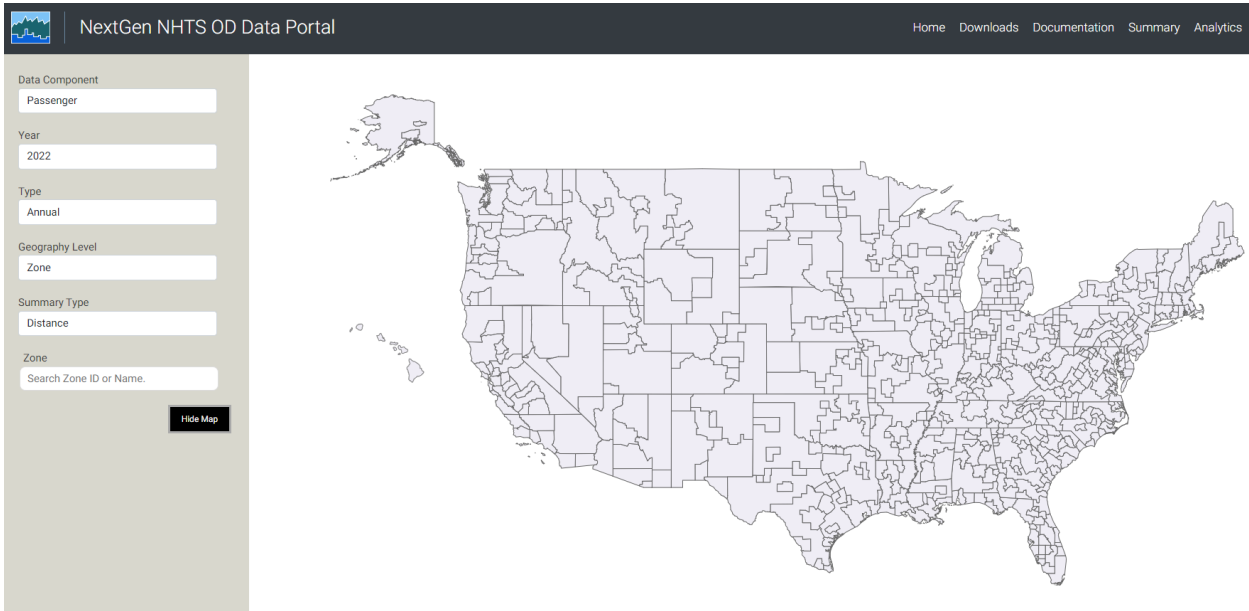 NextGen NHTS OD Data Portal
Home Downloads Documentation Summary Analytics
Data Component
Passenger
Year
2022
Type
Annual
Geography Level
Zone
Summary Type
Distance
Zone
Search Zone ID or Name.
Hide Map